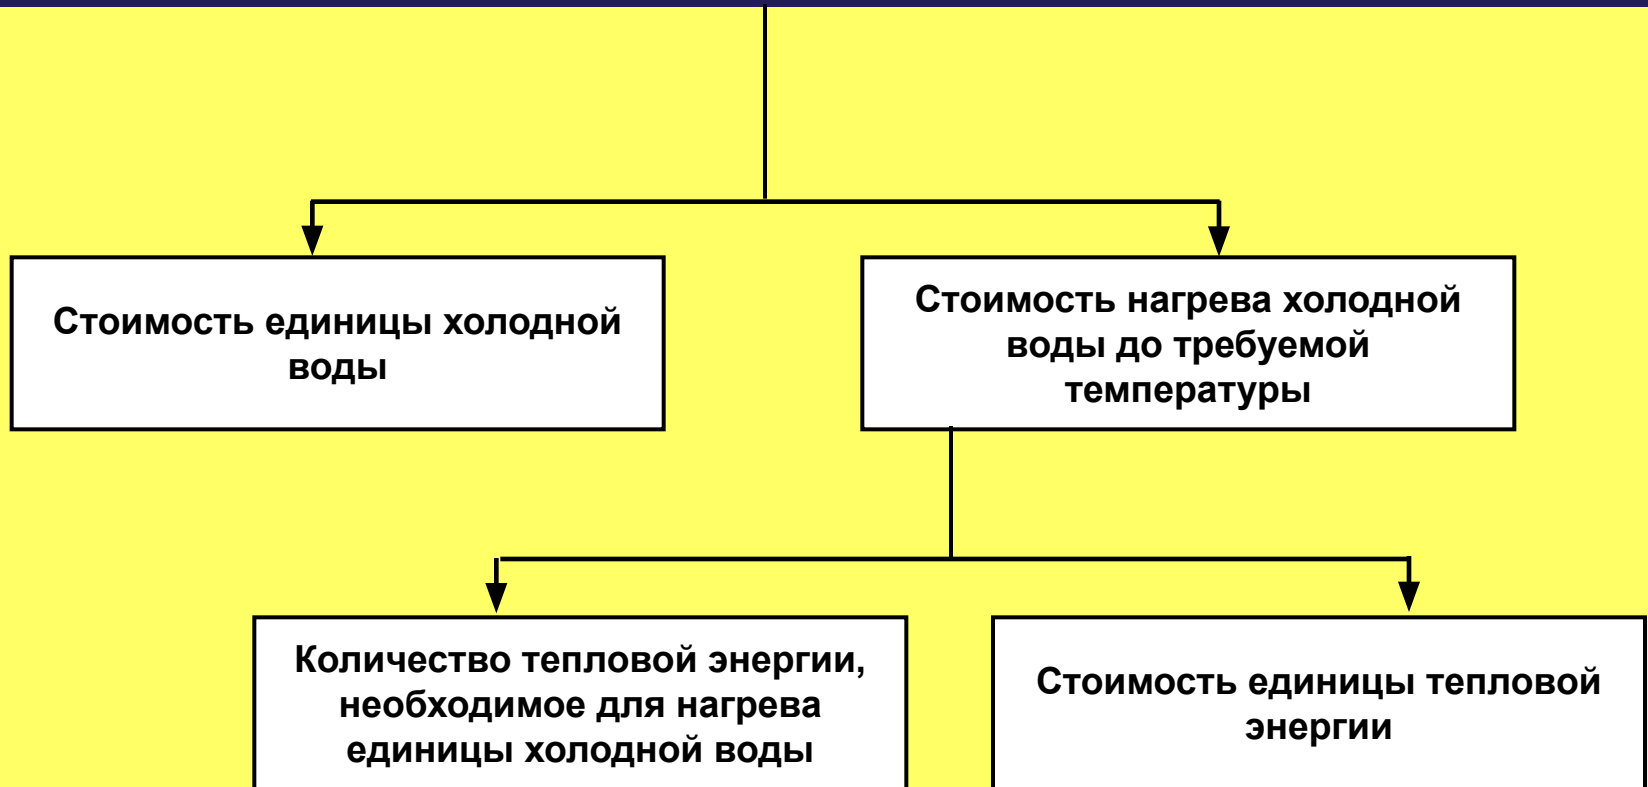 Стоимость единицы холодной
воды
Стоимость нагрева холодной
воды до требуемой
температуры
Количество тепловой энергии,
необходимое для нагрева
единицы холодной воды
Стоимость единицы тепловой
энергии